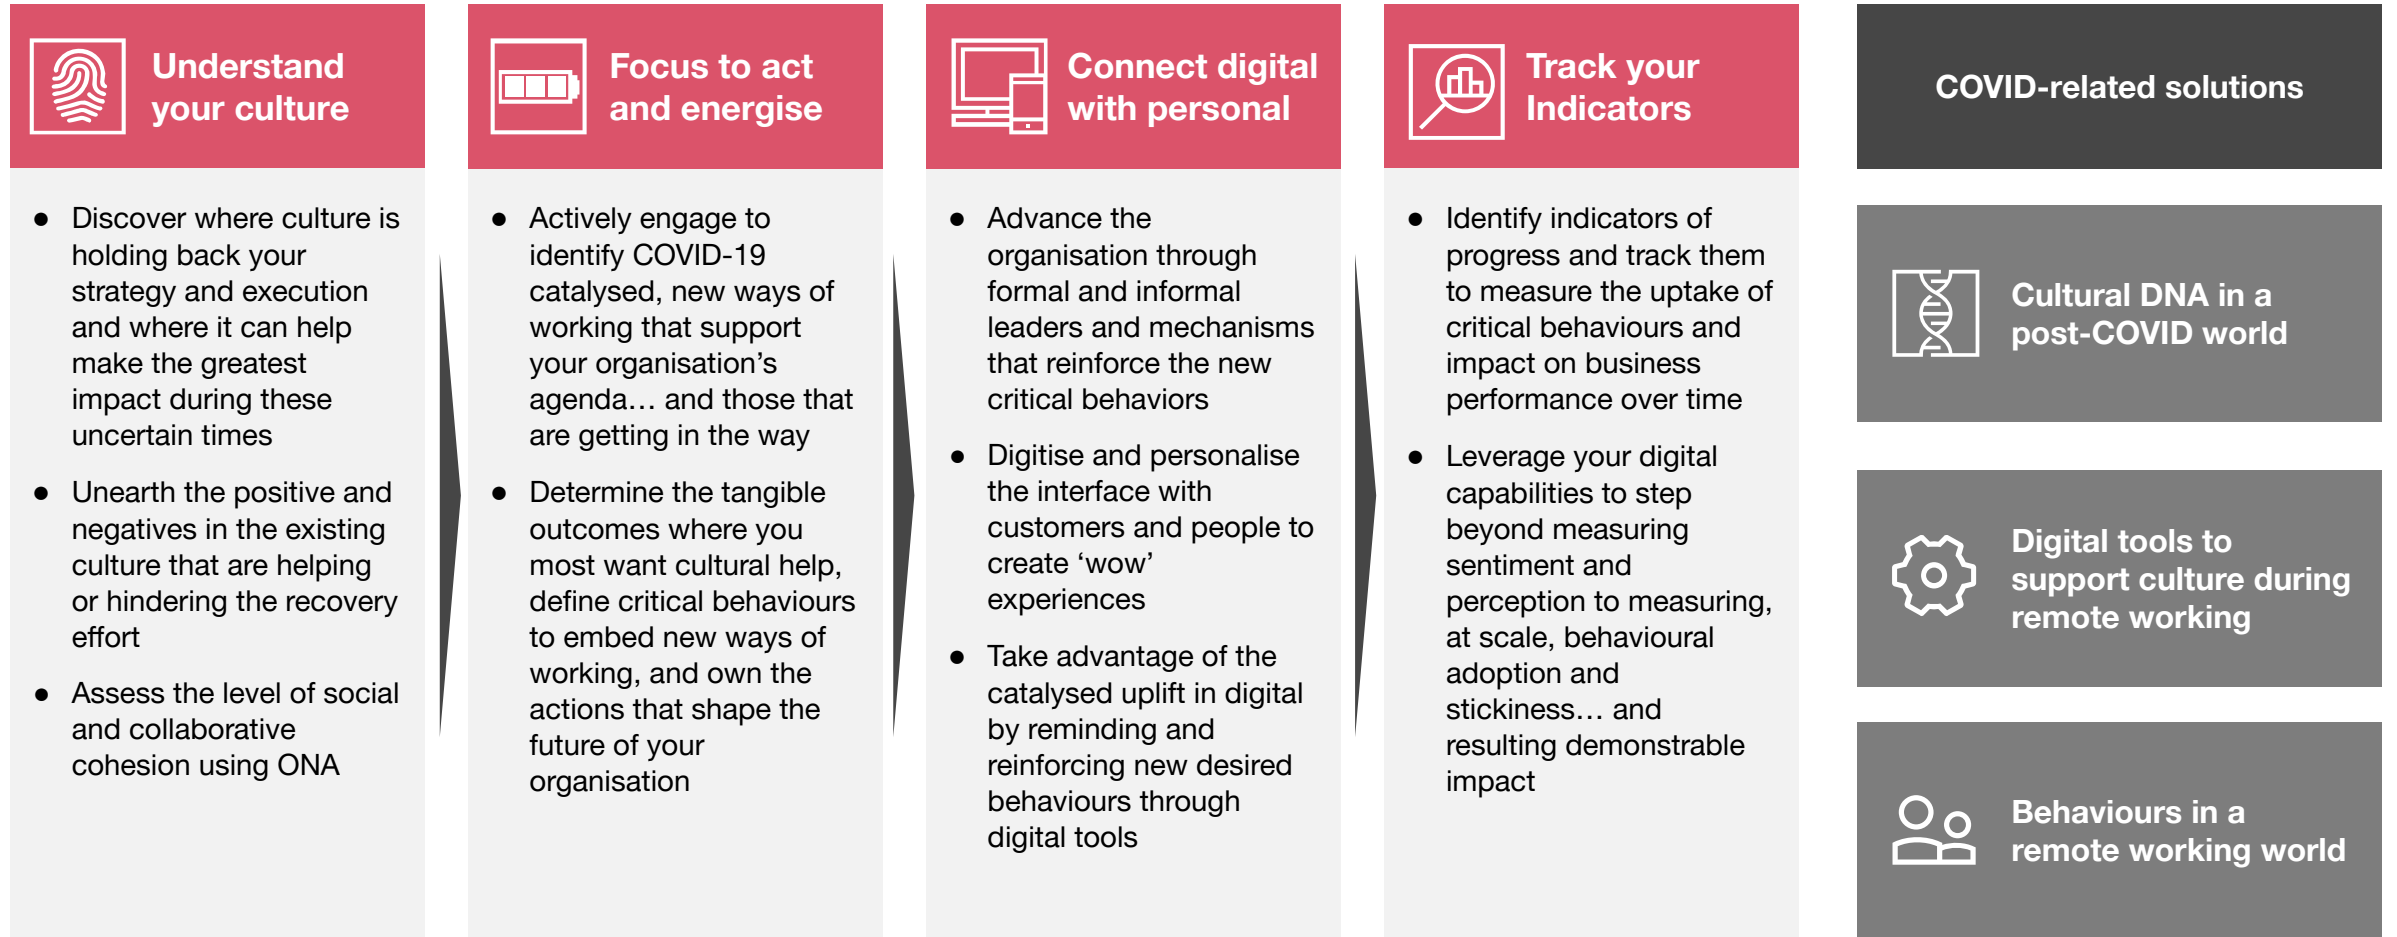 Understand
your culture
● Discover where culture is
holding back your
strategy and execution
and where it can help
make the greatest
impact during these
uncertain times
● Unearth the positive and
negatives in the existing
culture that are helping
or hindering the recovery
effort
● Assess the level of social
and collaborative
cohesion using ONA
Focus to act
and energise
● Actively engage to
identify COVID-19
catalysed, new ways of
working that support
your organisation’s
agenda… and those that
are getting in the way
● Determine the tangible
outcomes where you
most want cultural help,
define critical behaviours
to embed new ways of
working, and own the
actions that shape the
future of your
organisation
Connect digital
with personal
● Advance the
organisation through
formal and informal
leaders and mechanisms
that reinforce the new
critical behaviors
● Digitise and personalise
the interface with
customers and people to
create ‘wow’
experiences
● Take advantage of the
catalysed uplift in digital
by reminding and
reinforcing new desired
behaviours through
digital tools
Track your
Indicators
● Identify indicators of
progress and track them
to measure the uptake of
critical behaviours and
impact on business
performance over time
● Leverage your digital
capabilities to step
beyond measuring
sentiment and
perception to measuring,
at scale, behavioural
adoption and
stickiness… and
resulting demonstrable
impact
COVID-related solutions
Cultural DNA in a
post-COVID world
Digital tools to
support culture during
remote working
Behaviours in a
remote working world